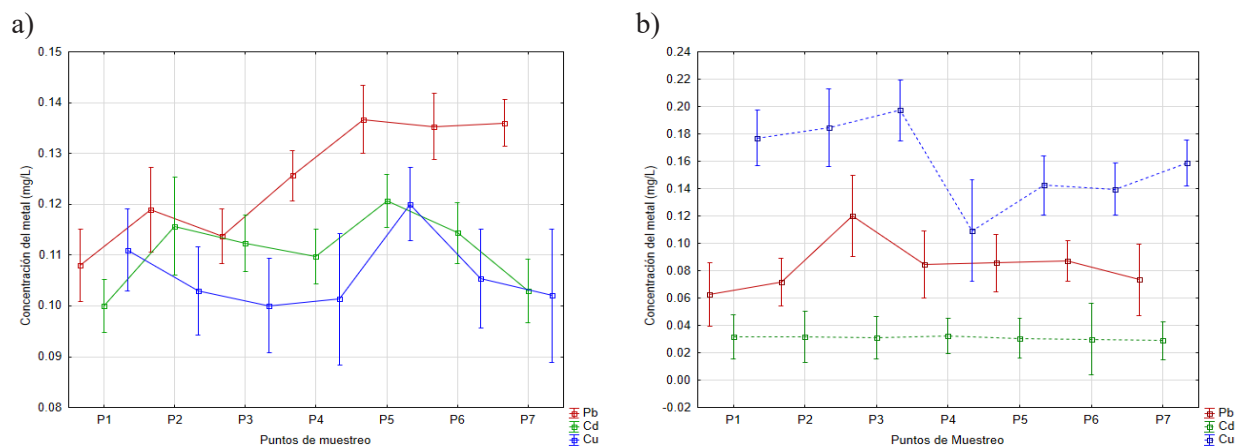 a)
0.15
0.14
0.13
0.12
0.11
0.10
0.09
0.08
Concentración del metal (mg/L)
P1 P2 P3 P4 P5 P6 P7
Puntos de muestreo
Pb
Cd
Cu
b)
0.24
0.22
0.20
0.18
0.16
0.14
0.12
0.10
0.08
0.06
0.04
0.02
0.00
-0.02
Concentración del metal (mg/L)
P1 P2 P3 P4 P5 P6 P7
Puntos de Muestreo
Pb
Cd
Cu